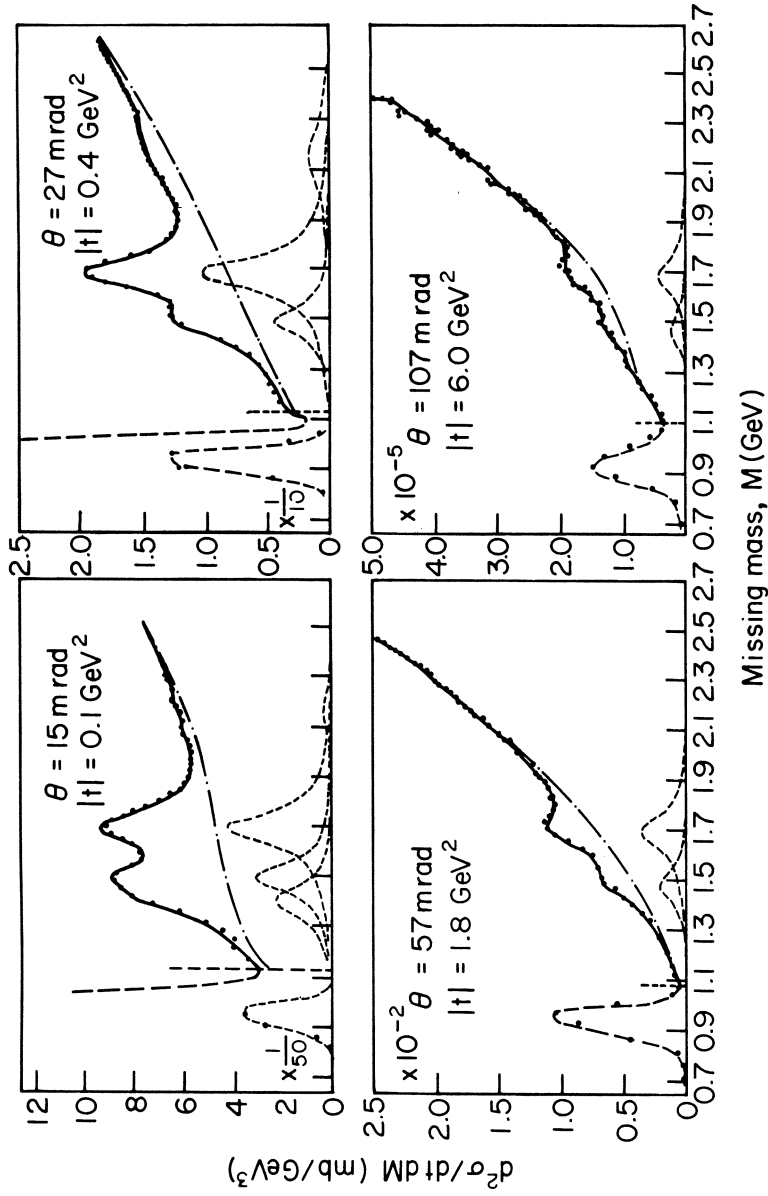 d²σ/dtdM (mb/GeV³)
12
10
8
6
4
2
0
θ = 15 mrad
|t| = 0.1 GeV²
x 1/50
2.5
2.0
1.5
1.0
0.5
0
θ = 27 mrad
|t| = 0.4 GeV²
x 1/10
2.5
2.0
1.5
1.0
0.5
0
x 10⁻²
θ = 57 mrad
|t| = 1.8 GeV²
0.7 0.9 1.1 1.3 1.5 1.7 1.9 2.1 2.3 2.5 2.7
5.0
4.0
3.0
2.0
1.0
x 10⁻⁵
θ = 107 mrad
|t| = 6.0 GeV²
0.7 0.9 1.1 1.3 1.5 1.7 1.9 2.1 2.3 2.5 2.7
Missing mass, M (GeV)